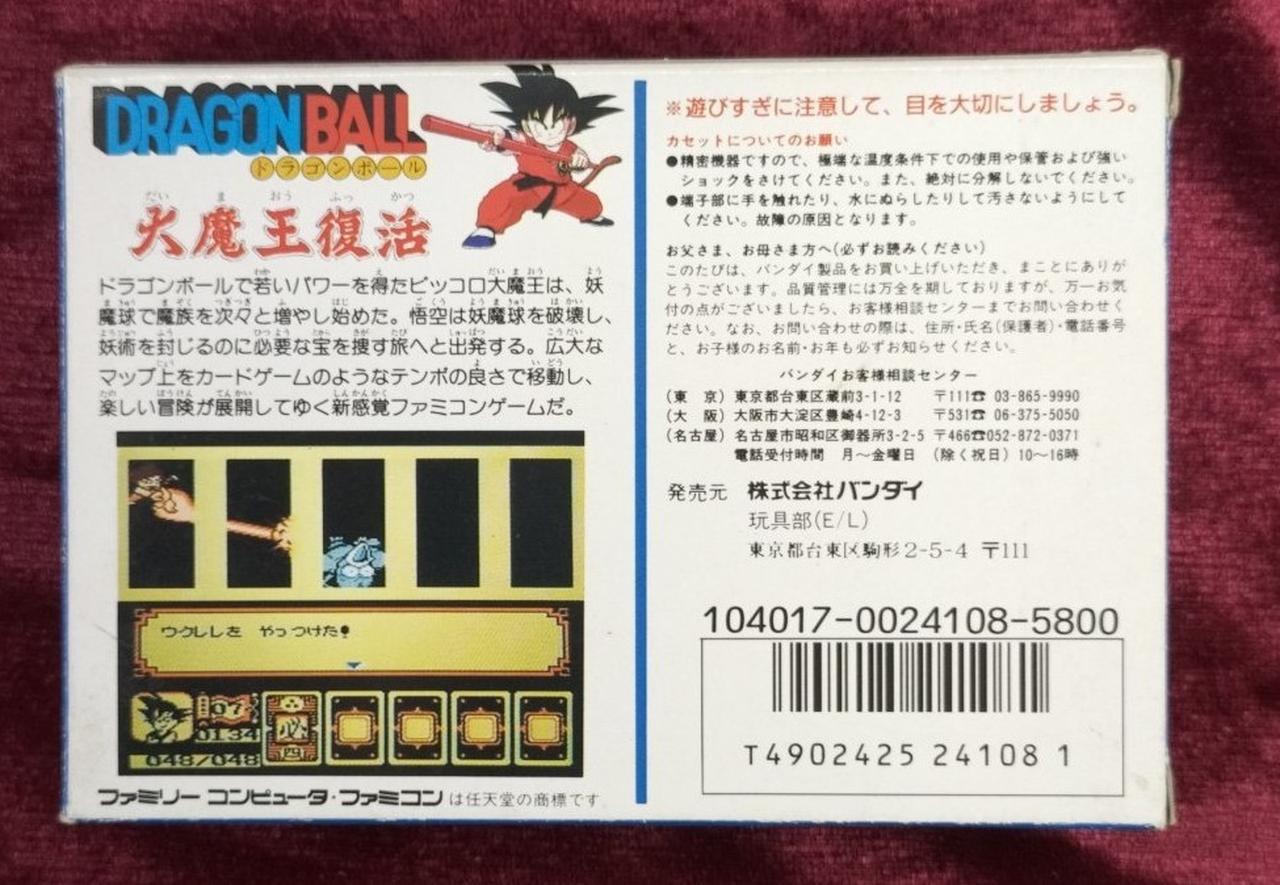 DRAGON BALL
ドラゴンボール
だい ま おう ふっ かつ
大魔王復活
ドラゴンボールで若いパワーを得たピッコロ大魔王は、妖
魔球で魔族を次々と増やし始めた。悟空は妖魔球を破壊し、
妖術を封じるのに必要な宝を捜す旅へと出発する。広大な
マップ上をカードゲームのようなテンポの良さで移動し、
楽しい冒険が展開してゆく新感覚ファミコンゲームだ。
ウクレレを やっつけた!
07
0134
必
四
048/048
ファミリー コンピュータ・ファミコン は任天堂の商標です
※遊びすぎに注意して、目を大切にしましょう。
カセットについてのお願い
●精密機器ですので、極端な温度条件下での使用や保管および強い
ショックをさけてください。また、絶対に分解しないでください。
●端子部に手を触れたり、水にぬらしたりして汚さないようにして
ください。故障の原因となります。
お父さま、お母さま方へ(必ずお読みください)
このたびは、バンダイ製品をお買い上げいただき、まことにありが
とうございます。品質管理には万全を期しておりますが、万一お気
付の点がございましたら、お客様相談センターまでお問い合わせく
ださい。なお、お問い合わせの際は、住所・氏名(保護者)・電話番号
と、お子様のお名前・お年も必ずお知らせください。
バンダイお客様相談センター
(東 京) 東京都台東区蔵前3-1-12 〒111☎ 03-865-9990
(大 阪) 大阪市大淀区豊崎4-12-3 〒531☎ 06-375-5050
(名古屋) 名古屋市昭和区御器所3-2-5 〒466☎052-872-0371
電話受付時間 月〜金曜日 (除く祝日) 10〜16時
発売元 株式会社バンダイ
玩具部(E/L)
東京都台東区駒形2-5-4 〒111
104017-0024108-5800
T4902425 24108 1